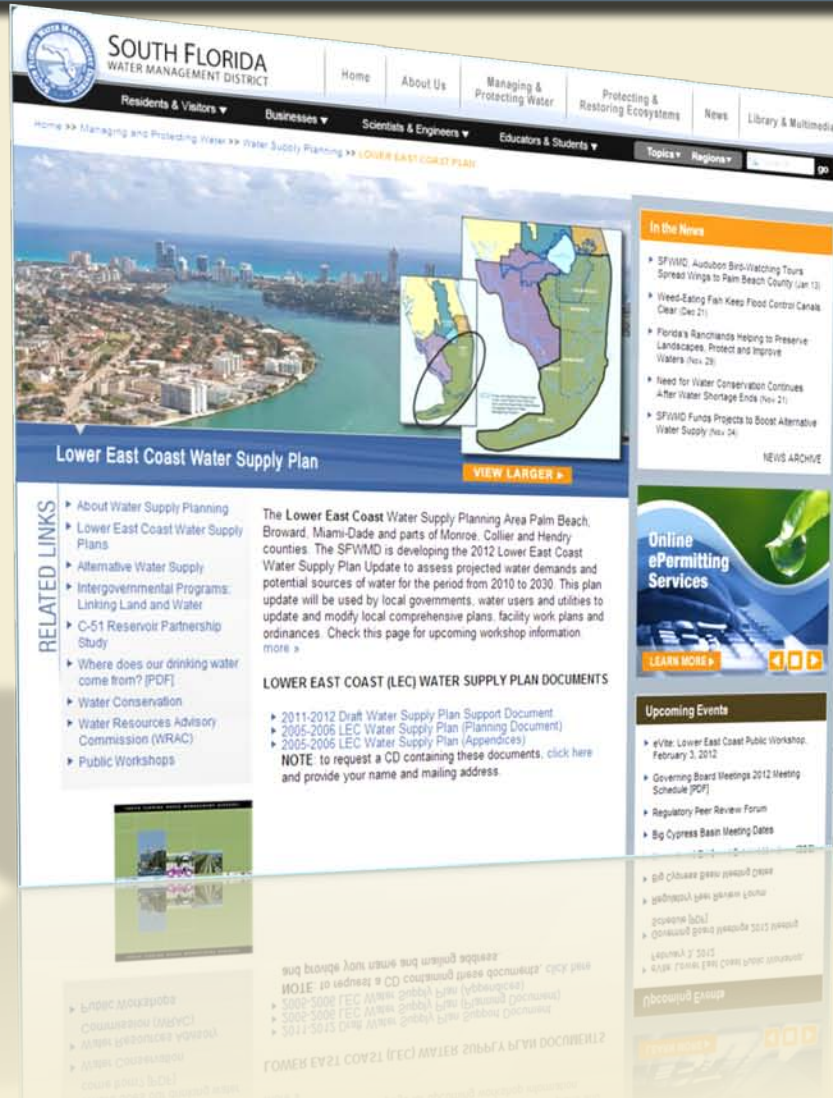 SOUTH FLORIDA
WATER MANAGEMENT DISTRICT
Home
About Us
Managing &
Protecting Water
Protecting &
Restoring Ecosystems
News
Library & Multimedia
Residents & Visitors ▼
Businesses ▼
Scientists & Engineers ▼
Educators & Students ▼
Topics ▼
Regions ▼
go
Home >> Managing and Protecting Water >> Water Supply Planning >> LOWER EAST COAST PLAN
Lower East Coast Water Supply Plan
VIEW LARGER
RELATED LINKS
About Water Supply Planning
Lower East Coast Water Supply
Plans
Alternative Water Supply
Intergovernmental Programs:
Linking Land and Water
C-51 Reservoir Partnership
Study
Where does our drinking water
come from? [PDF]
Water Conservation
Water Resources Advisory
Commission (WRAC)
Public Workshops
The Lower East Coast Water Supply Planning Area Palm Beach,
Broward, Miami-Dade and parts of Monroe, Collier and Hendry
counties. The SFWMD is developing the 2012 Lower East Coast
Water Supply Plan Update to assess projected water demands and
potential sources of water for the period from 2010 to 2030. This plan
update will be used by local governments, water users and utilities to
update and modify local comprehensive plans, facility work plans and
ordinances. Check this page for upcoming workshop information
more »
LOWER EAST COAST (LEC) WATER SUPPLY PLAN DOCUMENTS
2011-2012 Draft Water Supply Plan Support Document
2005-2006 LEC Water Supply Plan (Planning Document)
2005-2006 LEC Water Supply Plan (Appendices)
NOTE: to request a CD containing these documents, click here
and provide your name and mailing address.
In the News
SFWMD, Audubon Bird-Watching Tours
Spread Wings to Palm Beach County (Jan 13)
Weed-Eating Fish Keep Flood Control Canals
Clear (Dec 21)
Florida's Ranchlands Helping to Preserve
Landscapes, Protect and Improve
Waters (Nov 29)
Need for Water Conservation Continues
After Water Shortage Ends (Nov 21)
SFWMD Funds Projects to Boost Alternative
Water Supply (Nov 04)
NEWS ARCHIVE
Online
ePermitting
Services
LEARN MORE
Upcoming Events
eVite: Lower East Coast Public Workshop,
February 3, 2012
Governing Board Meetings 2012 Meeting
Schedule [PDF]
Regulatory Peer Review Forum
Big Cypress Basin Meeting Dates